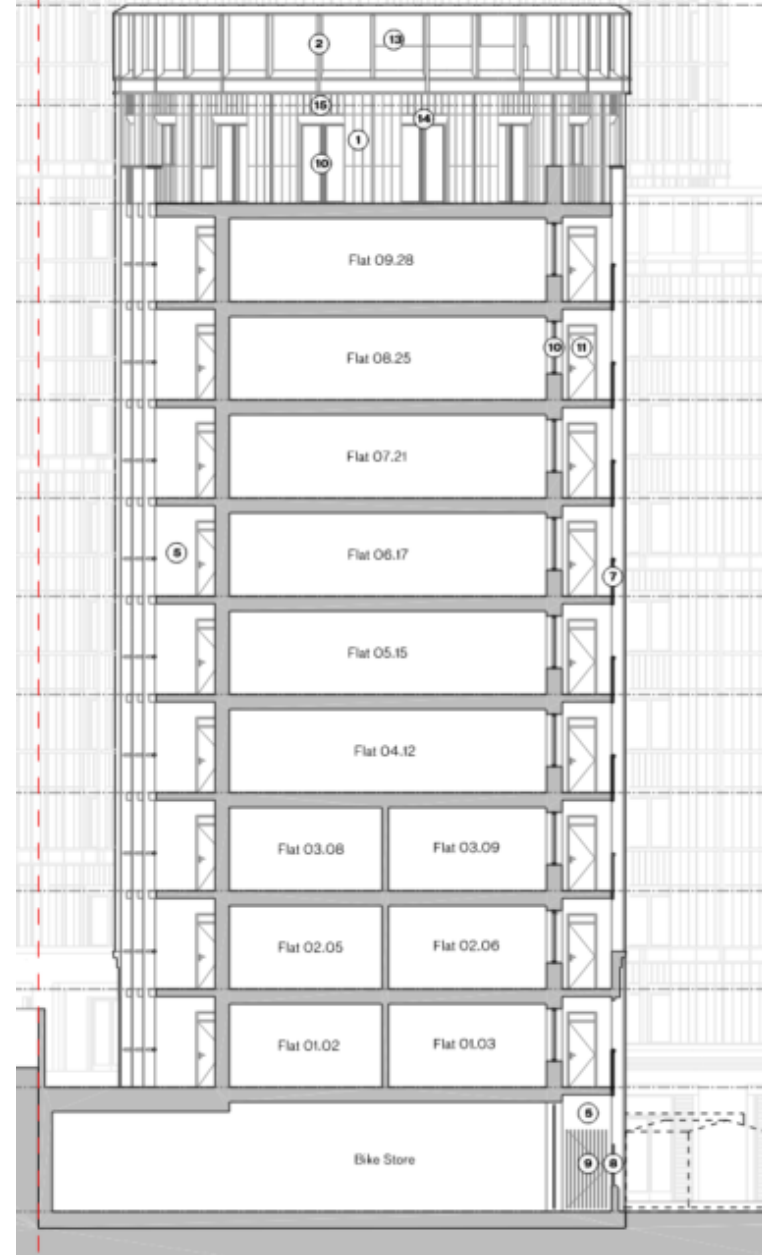 2
13
15
14
1
10
Flat 09.28
Flat 08.25
10
11
Flat 07.21
5
Flat 06.17
7
Flat 05.15
Flat 04.12
Flat 03.08
Flat 03.09
Flat 02.05
Flat 02.06
Flat 01.02
Flat 01.03
5
Bike Store
9
8